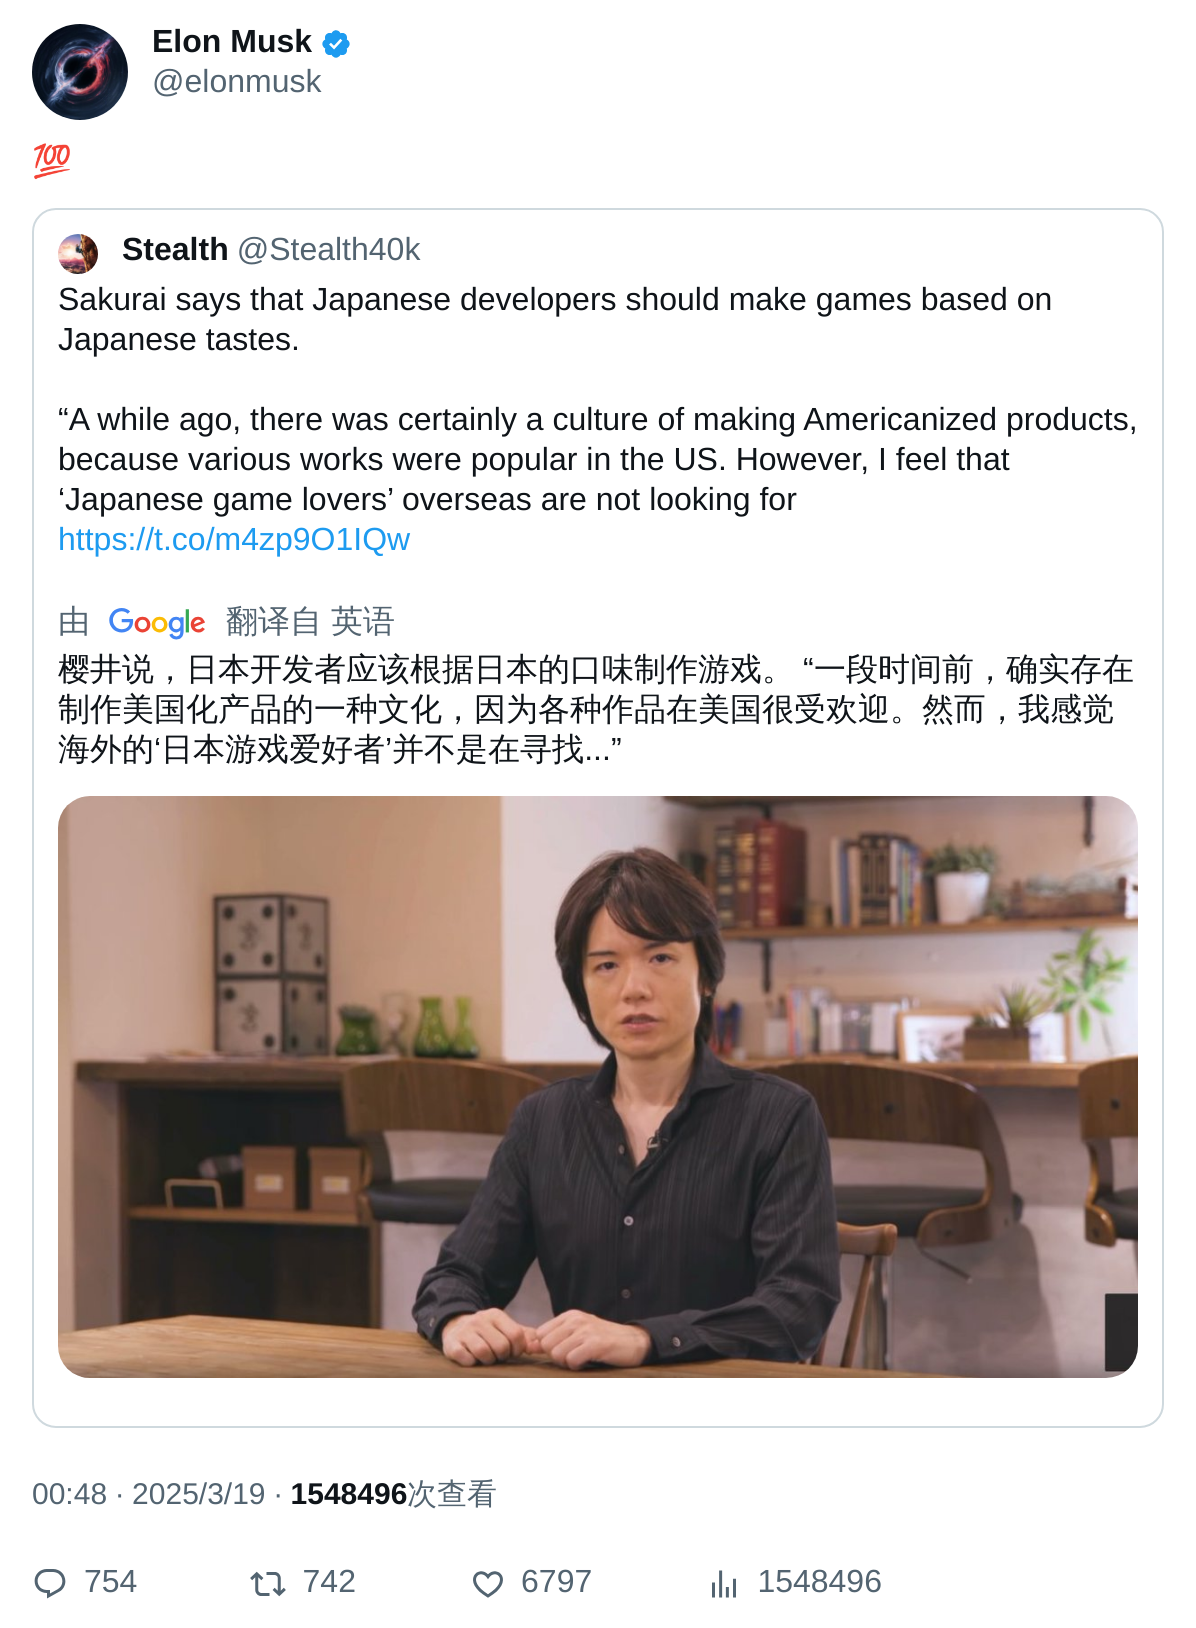 Elon Musk
@elonmusk
💯
Stealth @Stealth40k
Sakurai says that Japanese developers should make games based on
Japanese tastes.
“A while ago, there was certainly a culture of making Americanized products,
because various works were popular in the US. However, I feel that
‘Japanese game lovers’ overseas are not looking for
https://t.co/m4zp9O1IQw
由 Google 翻译自 英语
樱井说，日本开发者应该根据日本的口味制作游戏。 “一段时间前，确实存在
制作美国化产品的一种文化，因为各种作品在美国很受欢迎。然而，我感觉
海外的‘日本游戏爱好者’并不是在寻找...”
00:48 · 2025/3/19 · 1548496次查看
754 742 6797 1548496